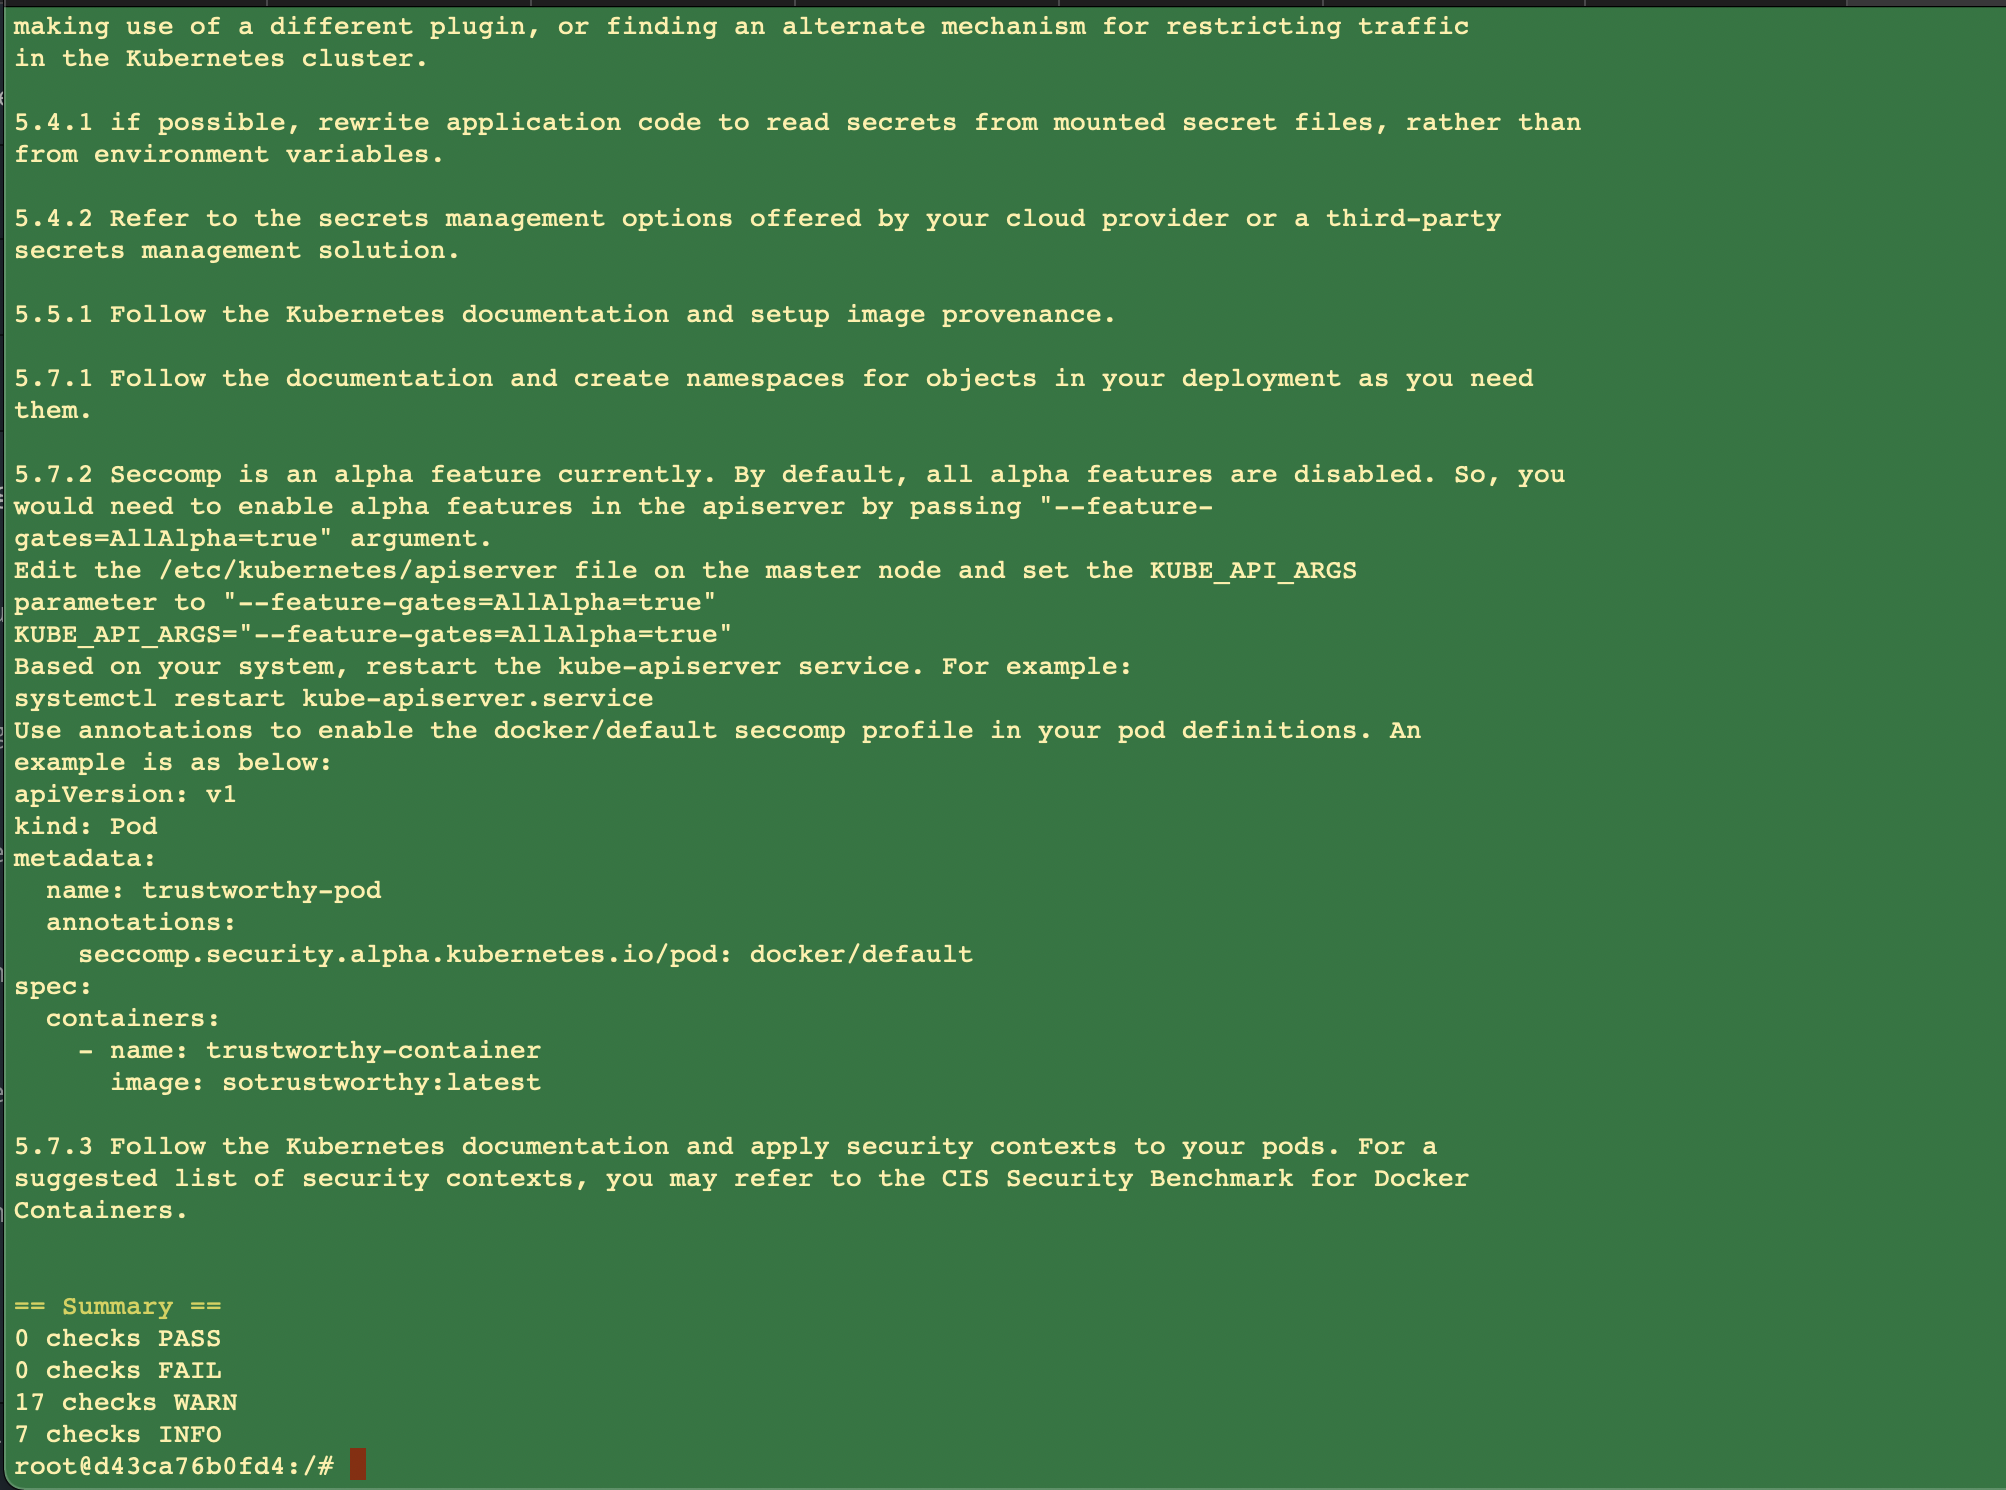 making use of a different plugin, or finding an alternate mechanism for restricting traffic
in the Kubernetes cluster.
5.4.1 if possible, rewrite application code to read secrets from mounted secret files, rather than
from environment variables.
5.4.2 Refer to the secrets management options offered by your cloud provider or a third-party
secrets management solution.
5.5.1 Follow the Kubernetes documentation and setup image provenance.
5.7.1 Follow the documentation and create namespaces for objects in your deployment as you need
them.
5.7.2 Seccomp is an alpha feature currently. By default, all alpha features are disabled. So, you
would need to enable alpha features in the apiserver by passing "--feature-
gates=AllAlpha=true" argument.
Edit the /etc/kubernetes/apiserver file on the master node and set the KUBE_API_ARGS
parameter to "--feature-gates=AllAlpha=true"
KUBE_API_ARGS="--feature-gates=AllAlpha=true"
Based on your system, restart the kube-apiserver service. For example:
systemctl restart kube-apiserver.service
Use annotations to enable the docker/default seccomp profile in your pod definitions. An
example is as below:
apiVersion: v1
kind: Pod
metadata:
  name: trustworthy-pod
  annotations:
    seccomp.security.alpha.kubernetes.io/pod: docker/default
spec:
  containers:
    - name: trustworthy-container
      image: sotrustworthy:latest
5.7.3 Follow the Kubernetes documentation and apply security contexts to your pods. For a
suggested list of security contexts, you may refer to the CIS Security Benchmark for Docker
Containers.
== Summary ==
0 checks PASS
0 checks FAIL
17 checks WARN
7 checks INFO
root@d43ca76b0fd4:/#